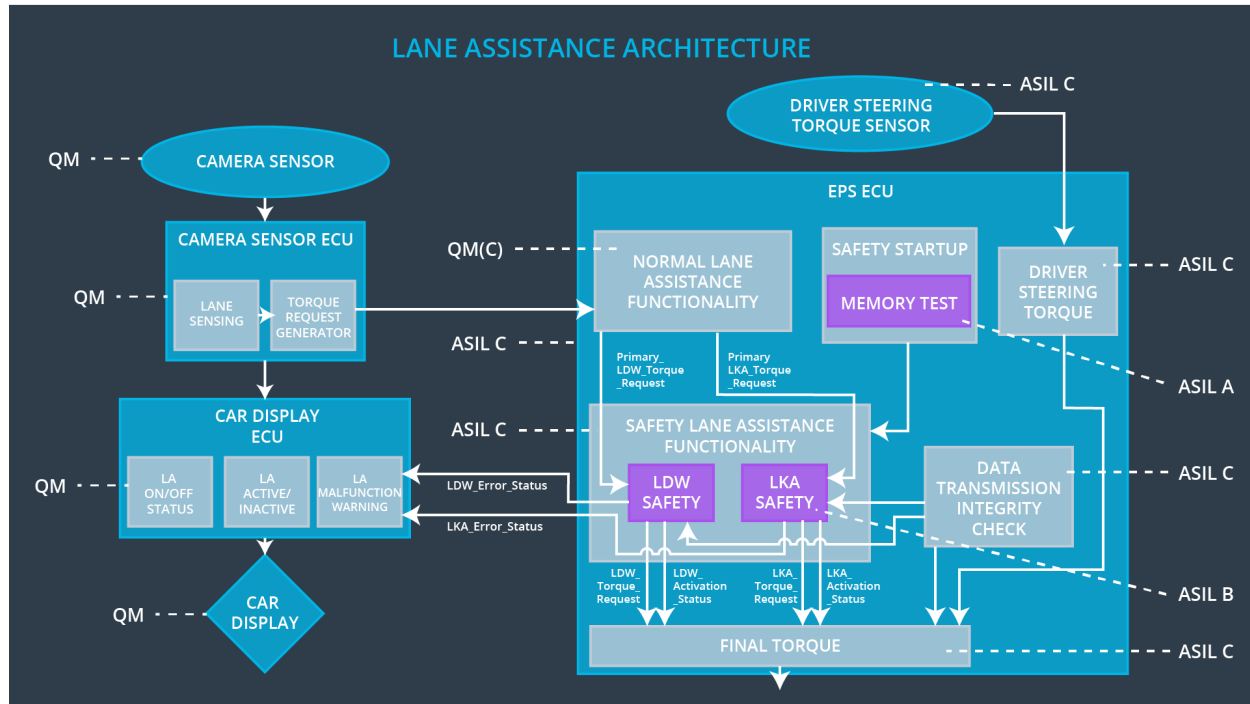 LANE ASSISTANCE ARCHITECTURE
ASIL C
DRIVER STEERING
TORQUE SENSOR
QM
CAMERA SENSOR
EPS ECU
CAMERA SENSOR ECU
QM(C)
NORMAL LANE
ASSISTANCE
FUNCTIONALITY
SAFETY STARTUP
MEMORY TEST
DRIVER
STEERING
TORQUE
ASIL C
QM
LANE
SENSING
TORQUE
REQUEST
GENERATOR
ASIL C
Primary_
LDW_Torque
_Request
Primary
LKA_Torque
_Request
ASIL A
CAR DISPLAY
ECU
ASIL C
SAFETY LANE ASSISTANCE
FUNCTIONALITY
QM
LA
ON/OFF
STATUS
LA
ACTIVE/
INACTIVE
LA
MALFUNCTION
WARNING
LDW_Error_Status
LKA_Error_Status
LDW
SAFETY
LKA
SAFETY
DATA
TRANSMISSION
INTEGRITY
CHECK
ASIL C
LDW_
Torque_
Request
LDW_
Activation
_Status
LKA_
Torque_
Request
LKA_
Activation
_Status
ASIL B
QM
CAR
DISPLAY
FINAL TORQUE
ASIL C